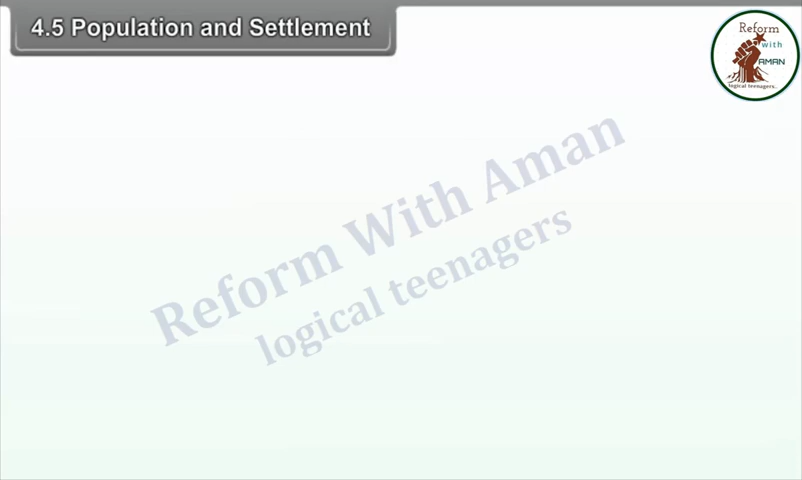 4.5 Population and Settlement
Reform
with
AMAN
logical teenagers..
Reform With Aman
logical teenagers